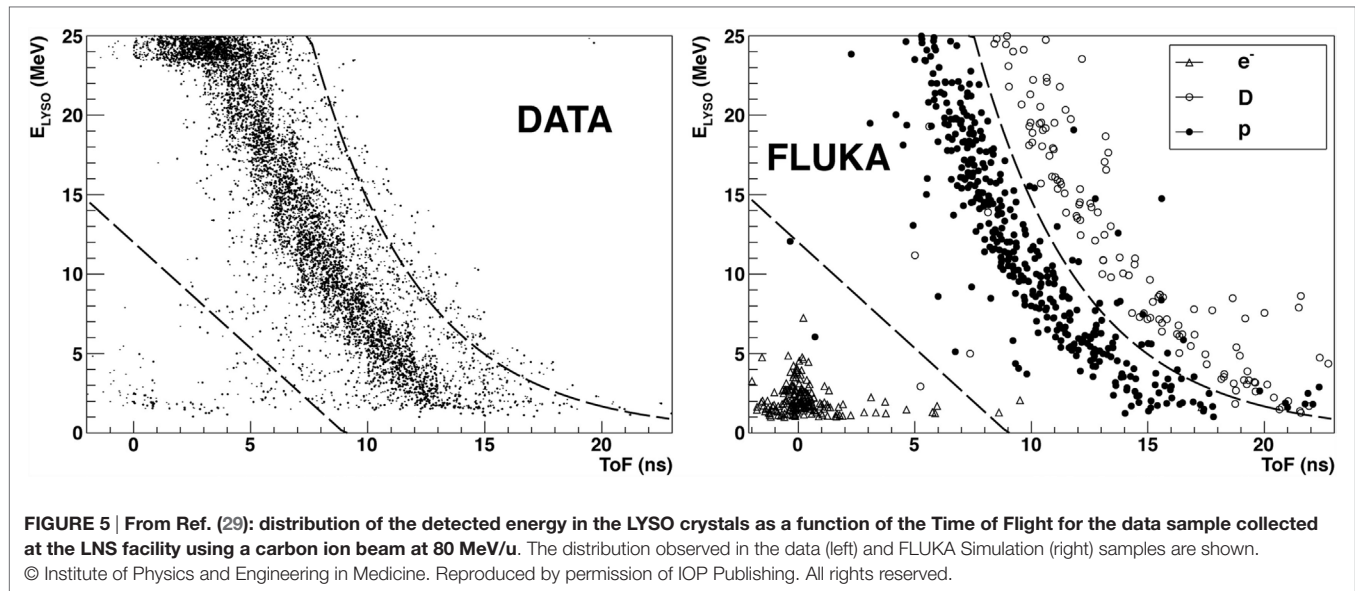 25
20
15
10
5
0
E_LYSO (MeV)
DATA
0 5 10 15 20
ToF (ns)
25
20
15
10
5
0
E_LYSO (MeV)
FLUKA
e-
D
p
0 5 10 15 20
ToF (ns)
FIGURE 5 | From Ref. (29): distribution of the detected energy in the LYSO crystals as a function of the Time of Flight for the data sample collected
at the LNS facility using a carbon ion beam at 80 MeV/u. The distribution observed in the data (left) and FLUKA Simulation (right) samples are shown.
© Institute of Physics and Engineering in Medicine. Reproduced by permission of IOP Publishing. All rights reserved.